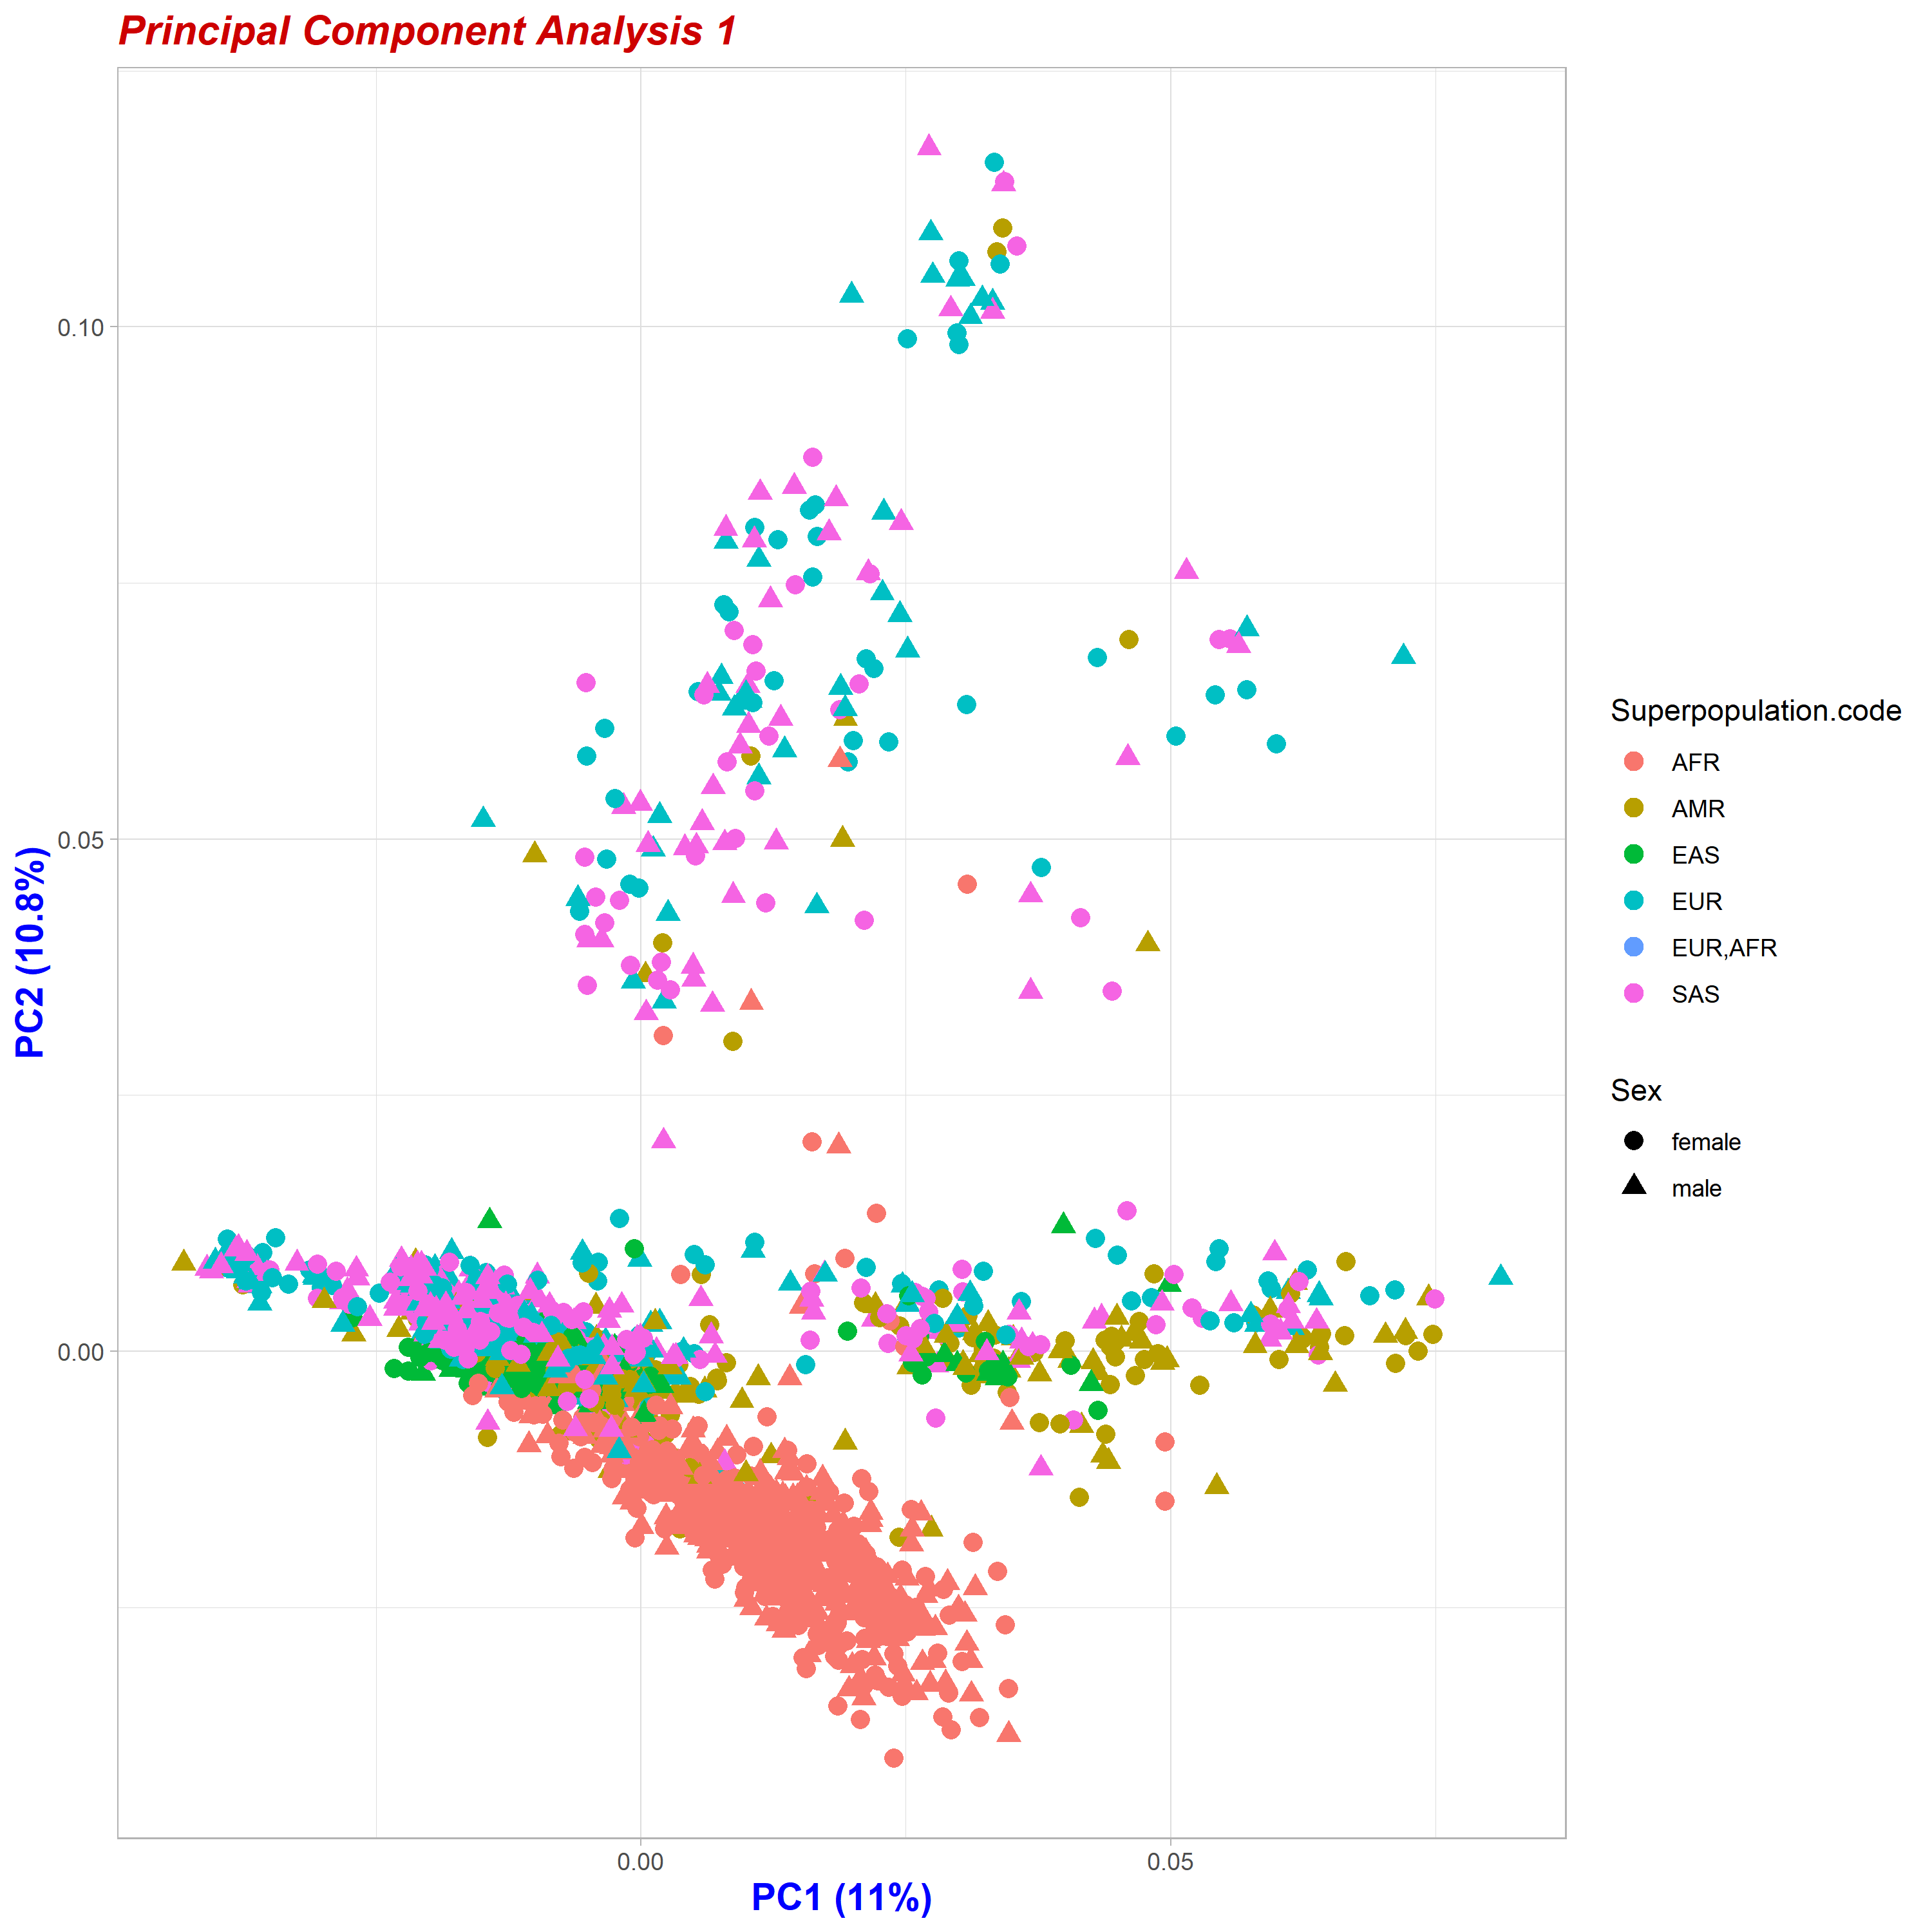 Principal Component Analysis 1
0.10
0.05
0.00
PC2 (10.8%)
0.00
0.05
PC1 (11%)
Superpopulation.code
AFR
AMR
EAS
EUR
EUR,AFR
SAS
Sex
female
male